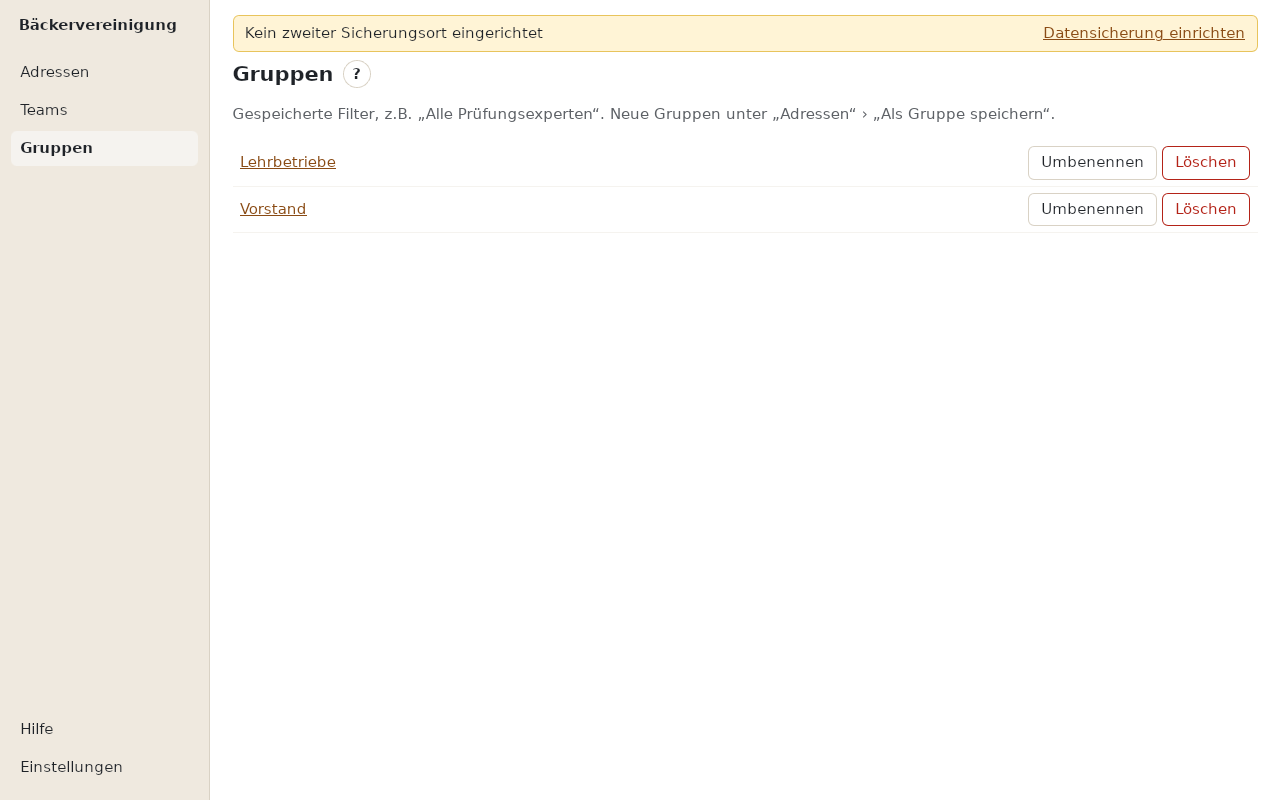 Bäckervereinigung
Adressen
Teams
Gruppen
Hilfe
Einstellungen
Kein zweiter Sicherungsort eingerichtet
Datensicherung einrichten
Gruppen ?
Gespeicherte Filter, z.B. „Alle Prüfungsexperten“. Neue Gruppen unter „Adressen“ › „Als Gruppe speichern“.
Lehrbetriebe Umbenennen Löschen
Vorstand Umbenennen Löschen